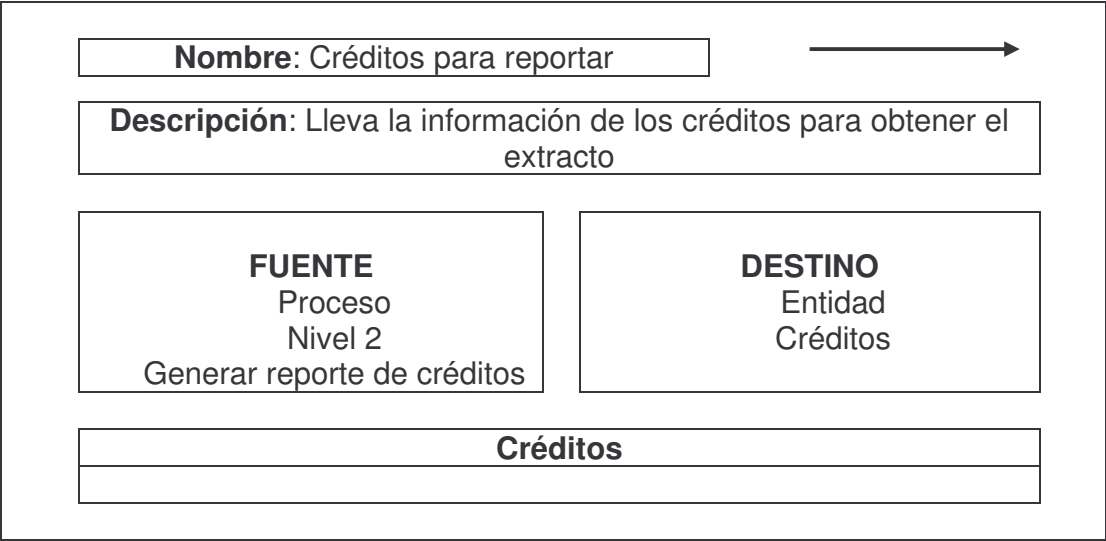 Nombre: Créditos para reportar
Descripción: Lleva la información de los créditos para obtener el
extracto
FUENTE
Proceso
Nivel 2
Generar reporte de créditos
DESTINO
Entidad
Créditos
Créditos